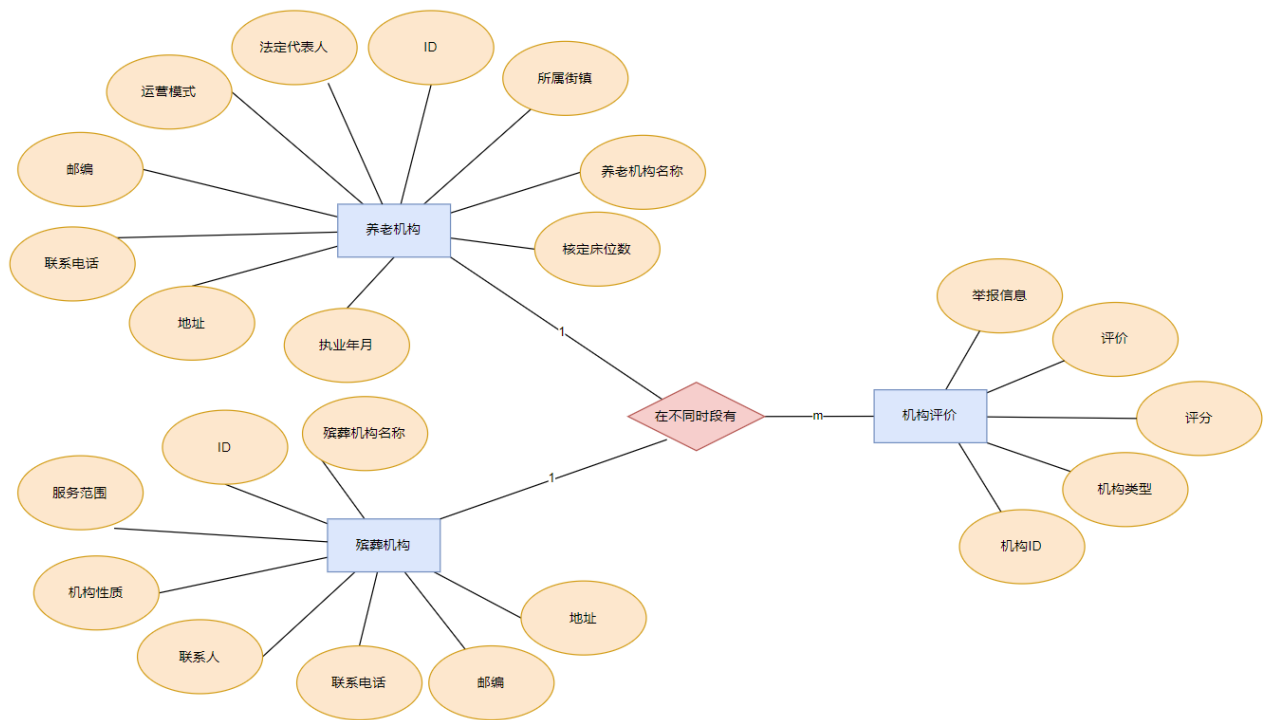 法定代表人
ID
所属街镇
运营模式
邮编
养老机构名称
养老机构
核定床位数
联系电话
地址
执业年月
1
举报信息
评价
在不同时段有
m
机构评价
评分
机构类型
机构ID
殡葬机构名称
ID
1
服务范围
殡葬机构
机构性质
地址
联系人
联系电话
邮编